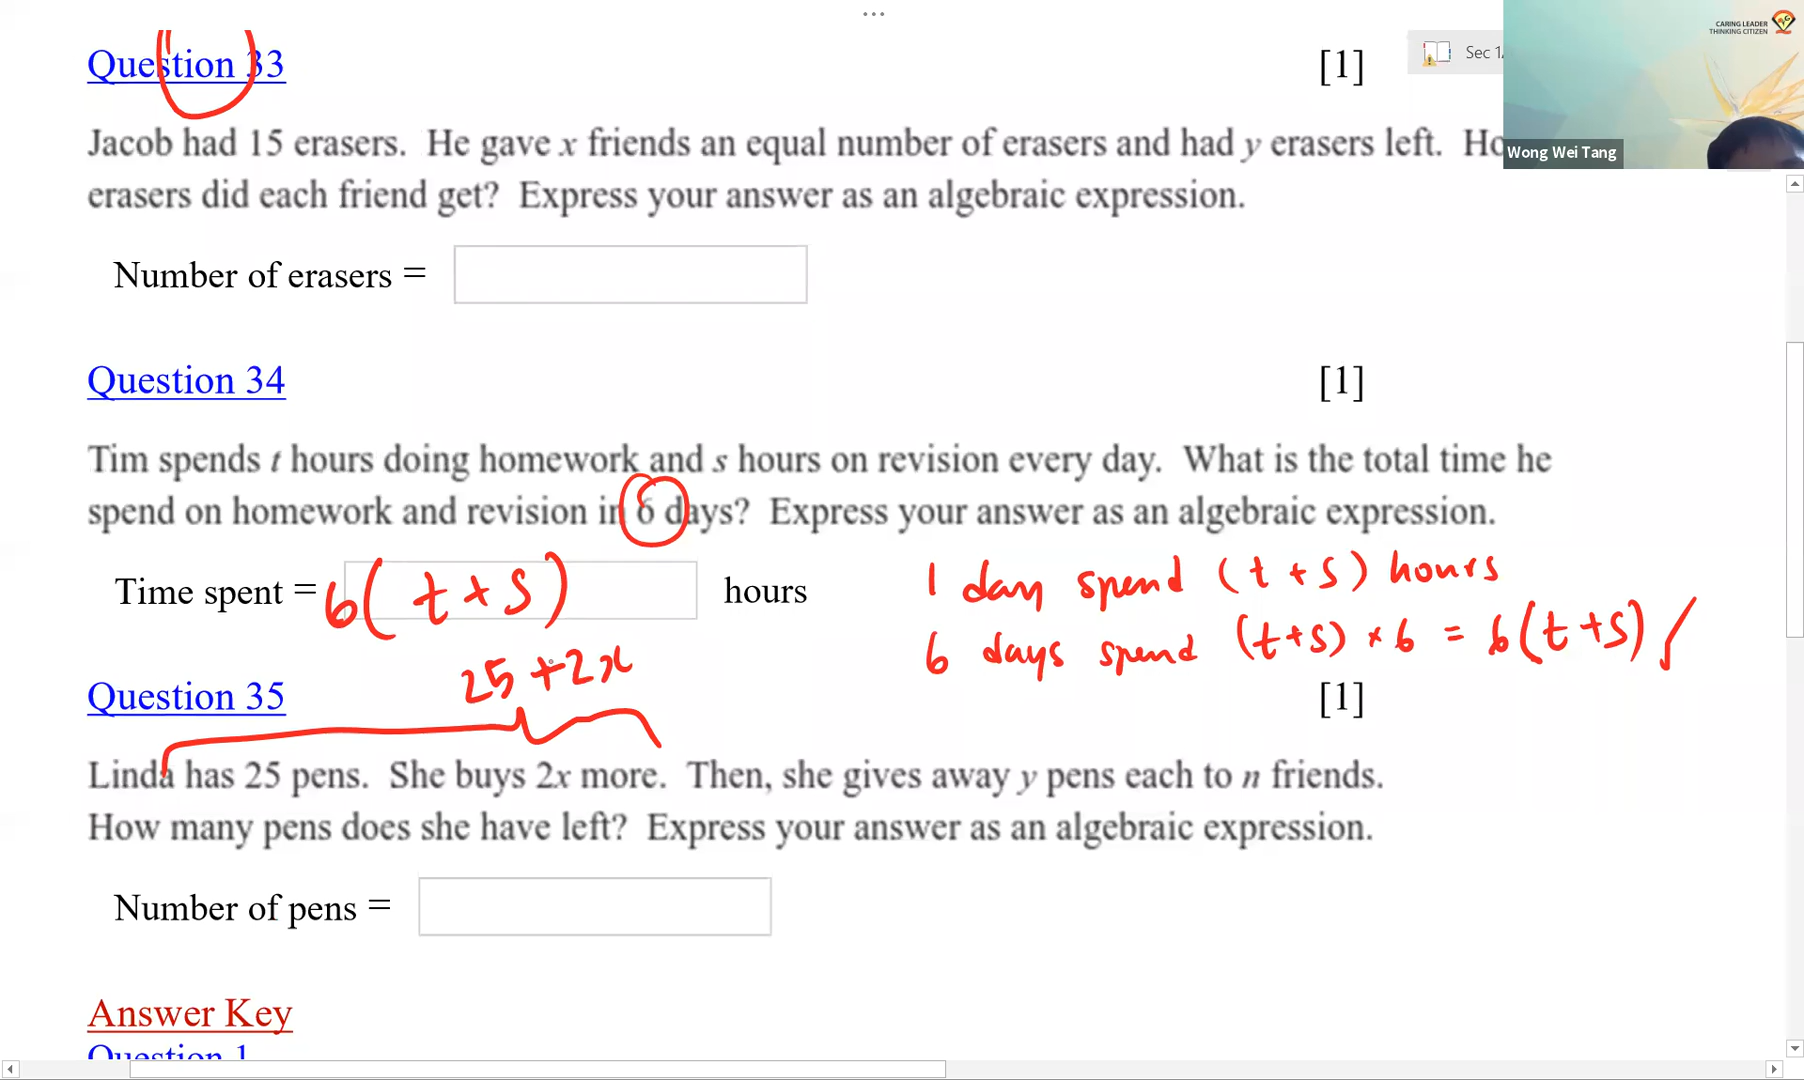 ...
Question 33 [1]
Sec 1
CARING LEADER
THINKING CITIZEN
Wong Wei Tang
Jacob had 15 erasers. He gave x friends an equal number of erasers and had y erasers left.
erasers did each friend get? Express your answer as an algebraic expression.
Number of erasers =
Question 34 [1]
Tim spends t hours doing homework and s hours on revision every day. What is the total time he
spend on homework and revision in 6 days? Express your answer as an algebraic expression.
Time spent = 6(t+s) hours
1 day spend (t+s) hours
6 days spend (t+s) × 6 = 6(t+s)
25 + 2x
Question 35 [1]
Linda has 25 pens. She buys 2x more. Then, she gives away y pens each to n friends.
How many pens does she have left? Express your answer as an algebraic expression.
Number of pens =
Answer Key
Question 1